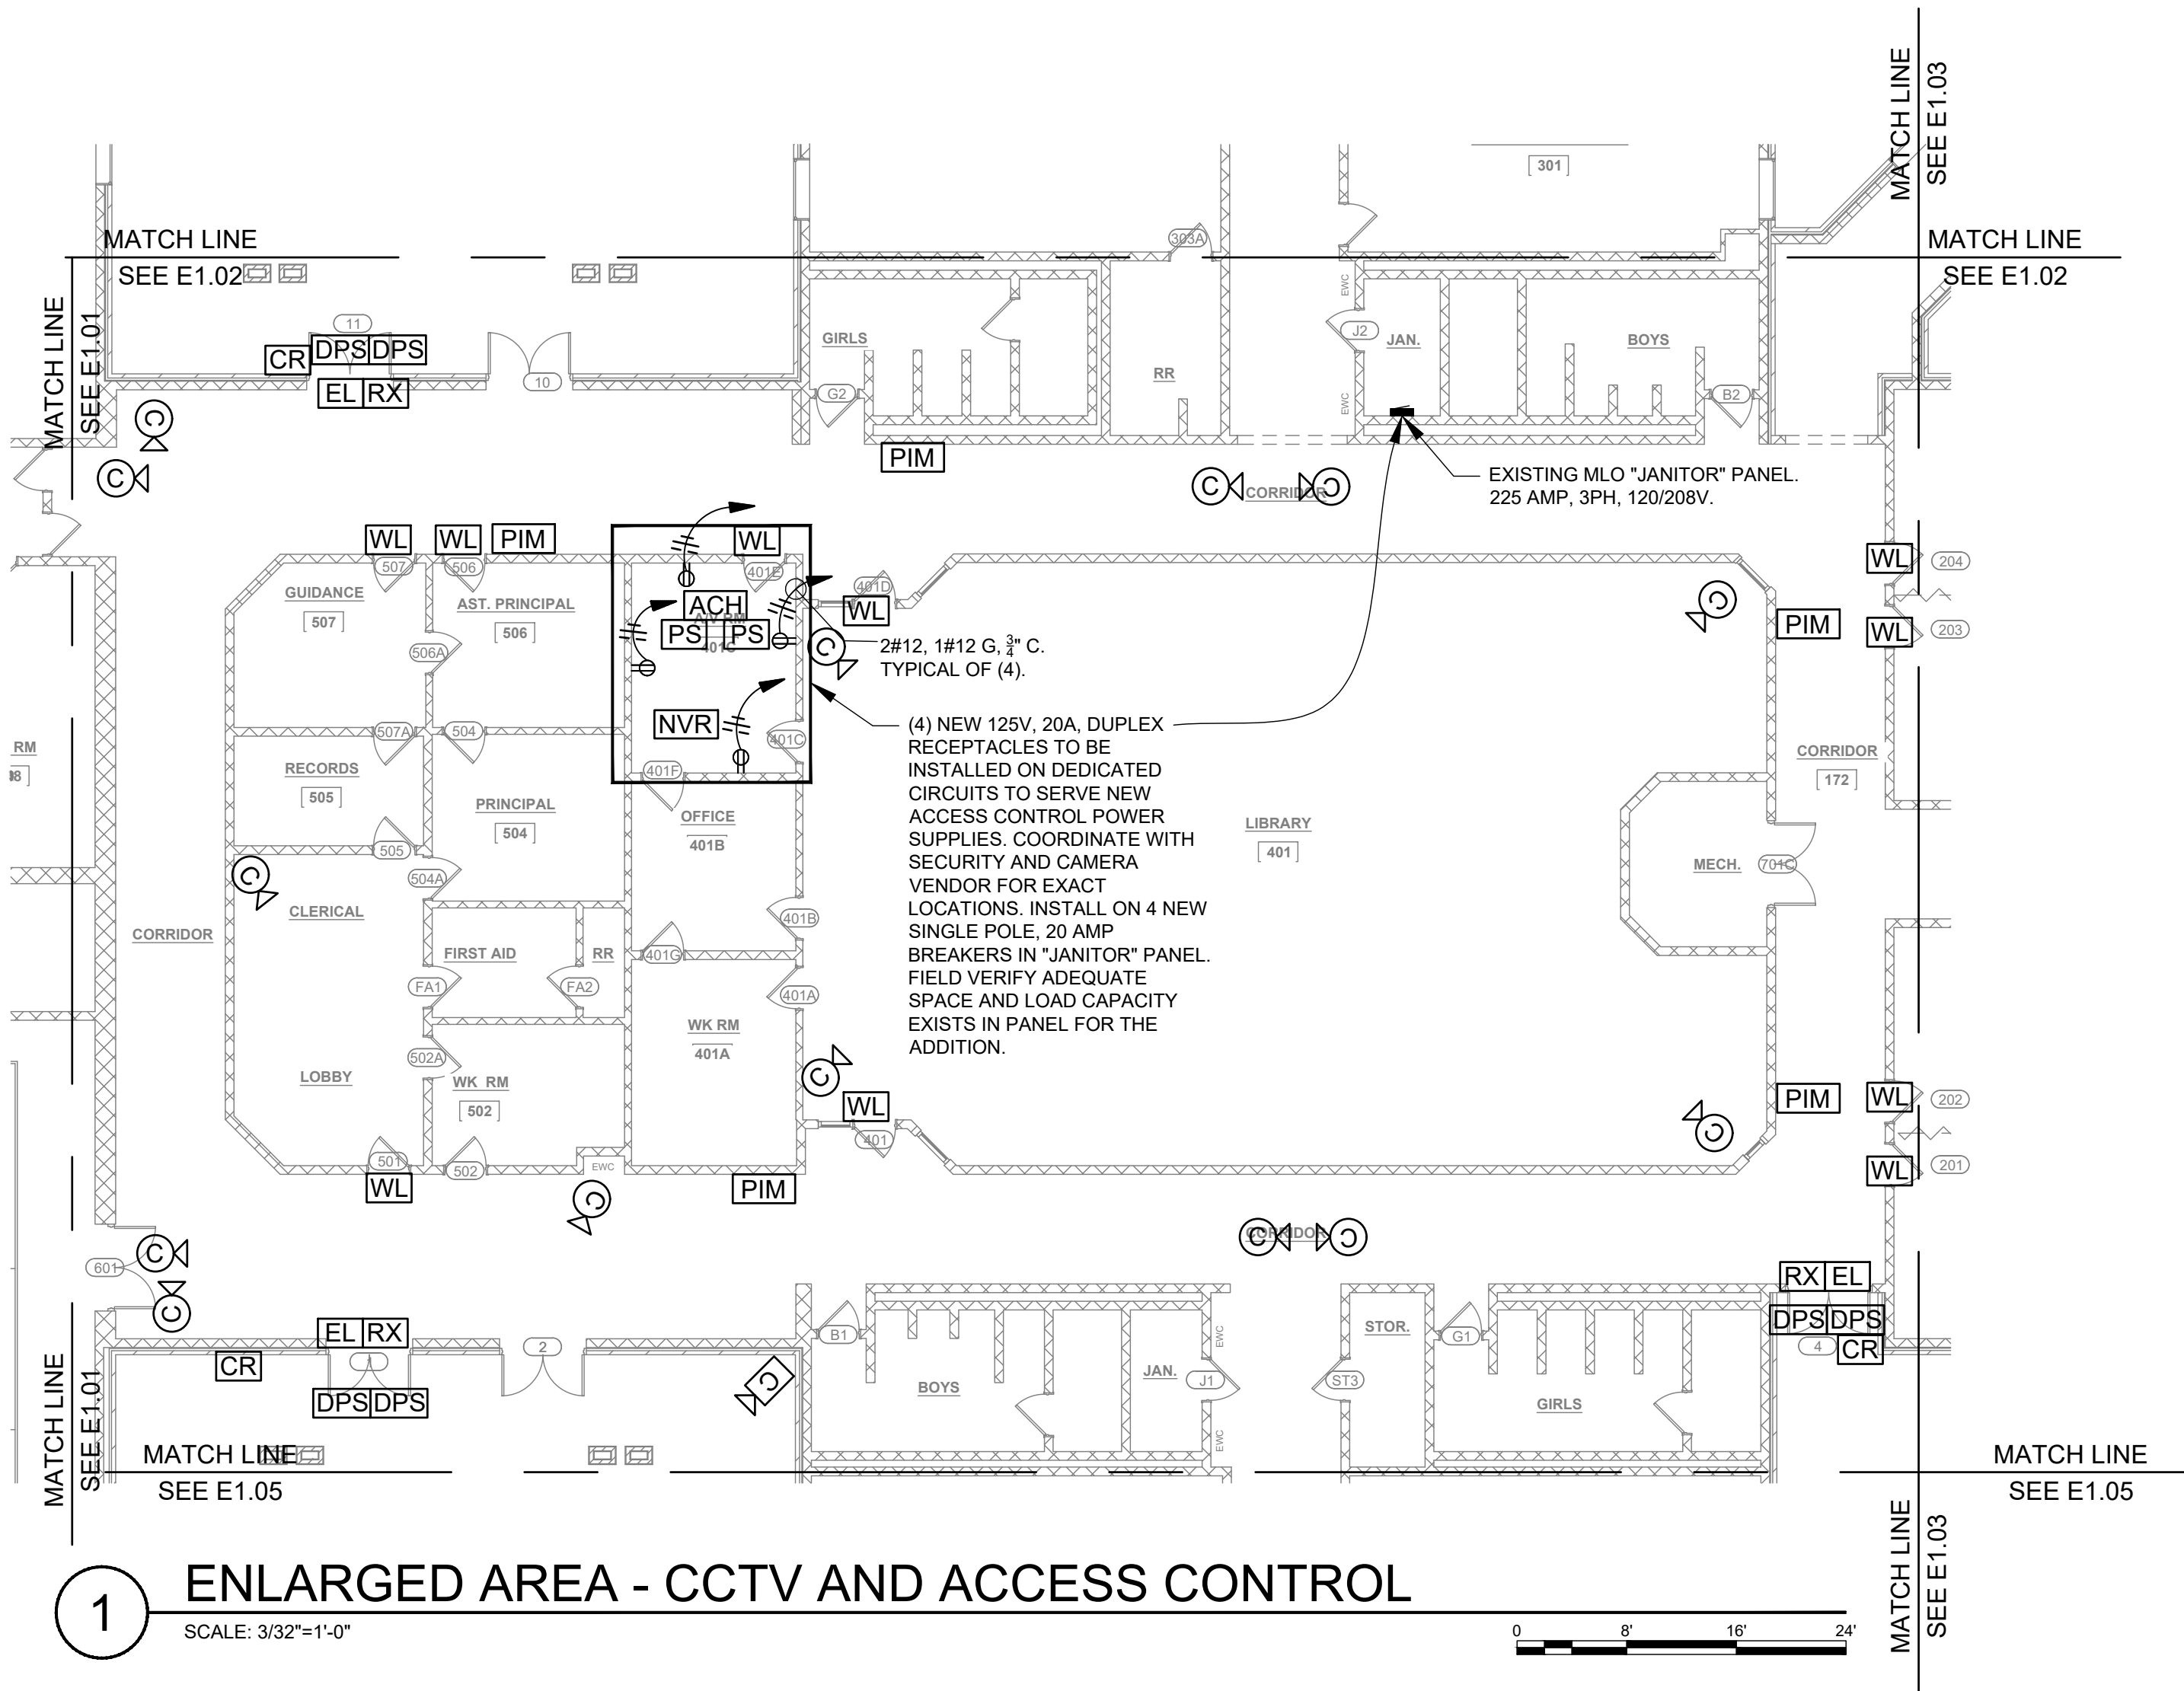 MATCH LINE
SEE E1.03
301
303A
MATCH LINE
SEE E1.02
MATCH LINE
SEE E1.02
MATCH LINE
SEE E1.01
11
CR
DPS
DPS
EL
RX
10
GIRLS
G2
RR
EWC
EWC
J2
JAN.
BOYS
B2
C
C
PIM
C
CORRIDOR
C
EXISTING MLO "JANITOR" PANEL.
225 AMP, 3PH, 120/208V.
WL
WL
PIM
WL
507
506
401E
401D
WL
WL
204
WL
203
C
PIM
GUIDANCE
507
AST. PRINCIPAL
506
506A
ACH
A/V RM
PS
PS
401C
C
2#12, 1#12 G, 3/4" C.
TYPICAL OF (4).
NVR
507A
504
401C
401F
RM
RECORDS
505
PRINCIPAL
504
OFFICE
401B
(4) NEW 125V, 20A, DUPLEX
RECEPTACLES TO BE
INSTALLED ON DEDICATED
CIRCUITS TO SERVE NEW
ACCESS CONTROL POWER
SUPPLIES. COORDINATE WITH
SECURITY AND CAMERA
VENDOR FOR EXACT
LOCATIONS. INSTALL ON 4 NEW
SINGLE POLE, 20 AMP
BREAKERS IN "JANITOR" PANEL.
FIELD VERIFY ADEQUATE
SPACE AND LOAD CAPACITY
EXISTS IN PANEL FOR THE
ADDITION.
LIBRARY
401
CORRIDOR
172
MECH.
701C
505
504A
C
CLERICAL
CORRIDOR
FIRST AID
RR
401B
401G
FA1
FA2
401A
WK RM
401A
502A
LOBBY
WK RM
502
C
WL
401
C
PIM
WL
202
WL
201
501
WL
502
EWC
PIM
C
C
CORRIDOR
C
C
601
C
EL
RX
CR
1
DPS
DPS
2
C
B1
BOYS
JAN.
J1
EWC
EWC
ST3
STOR.
G1
GIRLS
RX
EL
DPS
DPS
4
CR
MATCH LINE
SEE E1.01
MATCH LINE
SEE E1.05
MATCH LINE
SEE E1.05
MATCH LINE
SEE E1.03
1
ENLARGED AREA - CCTV AND ACCESS CONTROL
SCALE: 3/32"=1'-0"
0 8' 16' 24'